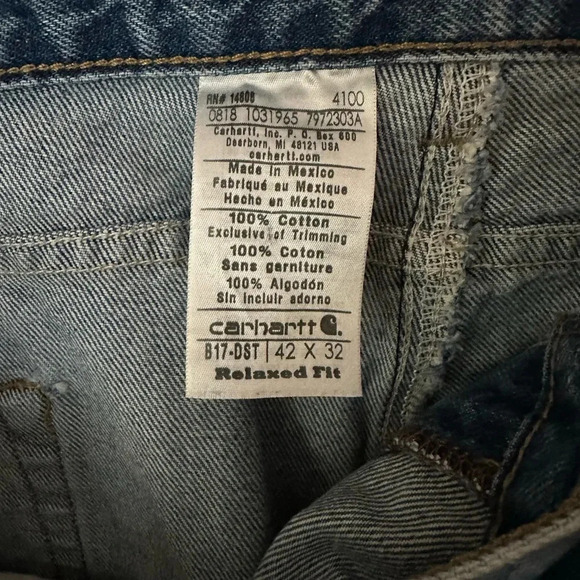 RN# 14806 4100
0818 1031965 7972303A
Carhartt, Inc. P. O. Box 600
Dearborn, MI 48121 USA
carhartt.com
Made in Mexico
Fabriqué au Mexique
Hecho en México
100% Cotton
Exclusive of Trimming
100% Coton
Sans garniture
100% Algodón
Sin incluir adorno
carhartt
B17-DST | 42 X 32
Relaxed Fit